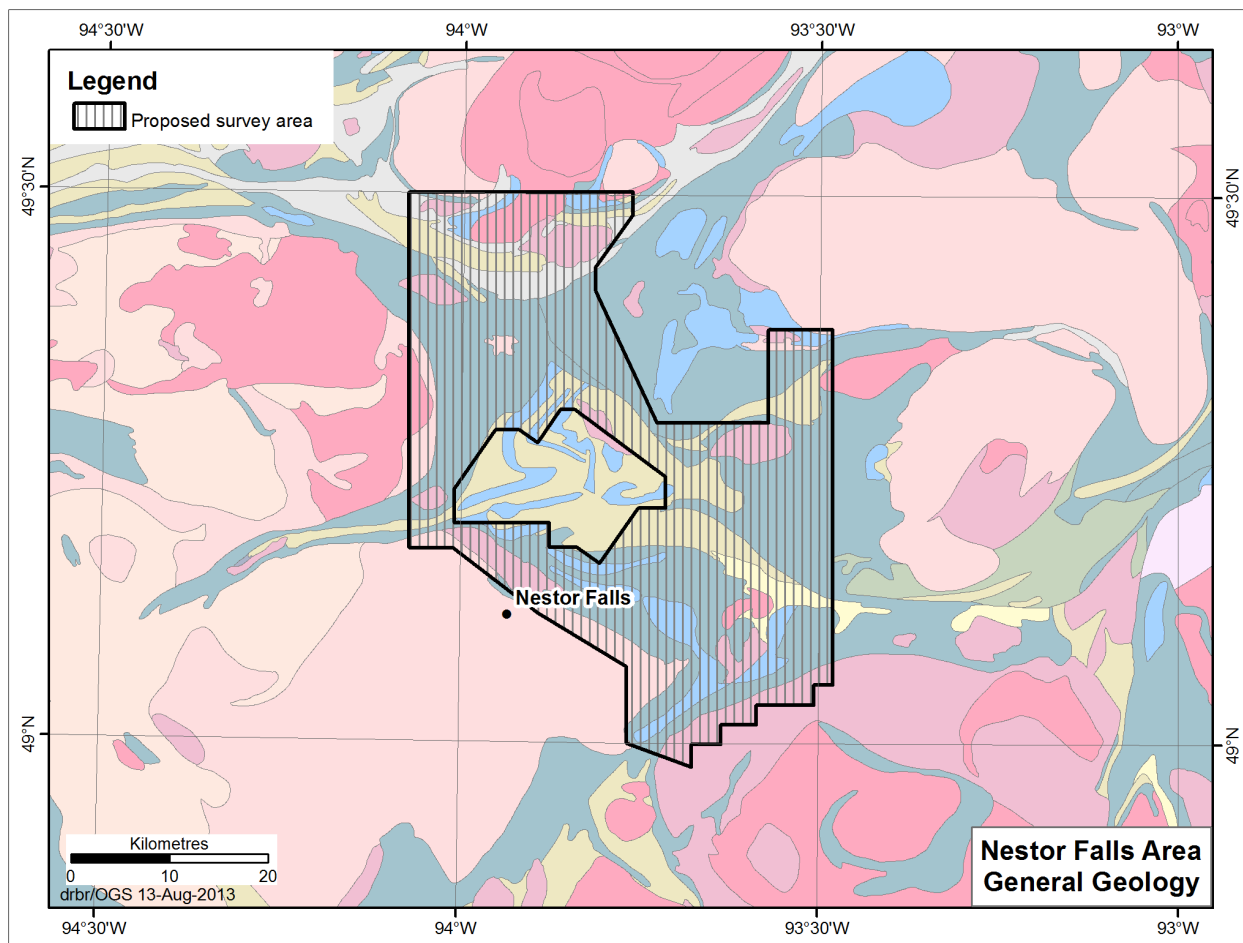 94°30'W 94°W 93°30'W 93°W
Legend
Proposed survey area
49°30'N
49°30'N
Nestor Falls
49°N
49°N
Kilometres
0 10 20
drbr/OGS 13-Aug-2013
Nestor Falls Area
General Geology
94°30'W 94°W 93°30'W 93°W